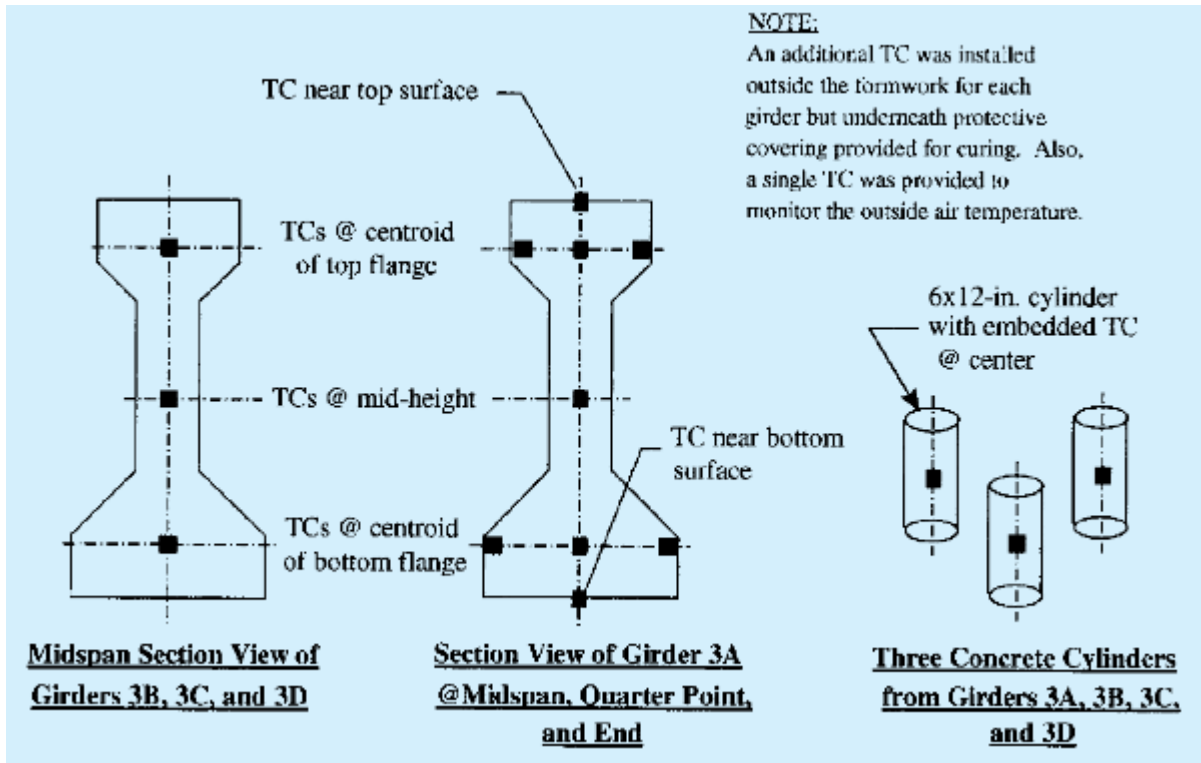 NOTE:
An additional TC was installed
outside the formwork for each
girder but underneath protective
covering provided for curing. Also,
a single TC was provided to
monitor the outside air temperature.
TC near top surface
TCs @ centroid
of top flange
6x12-in. cylinder
with embedded TC
@ center
TCs @ mid-height
TC near bottom
surface
TCs @ centroid
of bottom flange
Midspan Section View of
Girders 3B, 3C, and 3D
Section View of Girder 3A
@Midspan, Quarter Point,
and End
Three Concrete Cylinders
from Girders 3A, 3B, 3C,
and 3D